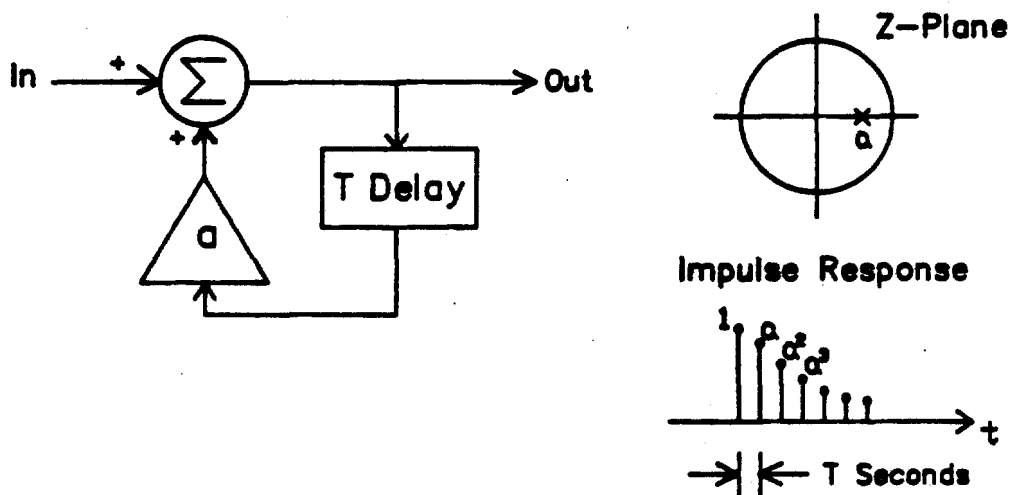 In
+
Σ
Out
+
T Delay
a
Z-Plane
a
Impulse Response
1 a a² a³
t
T Seconds